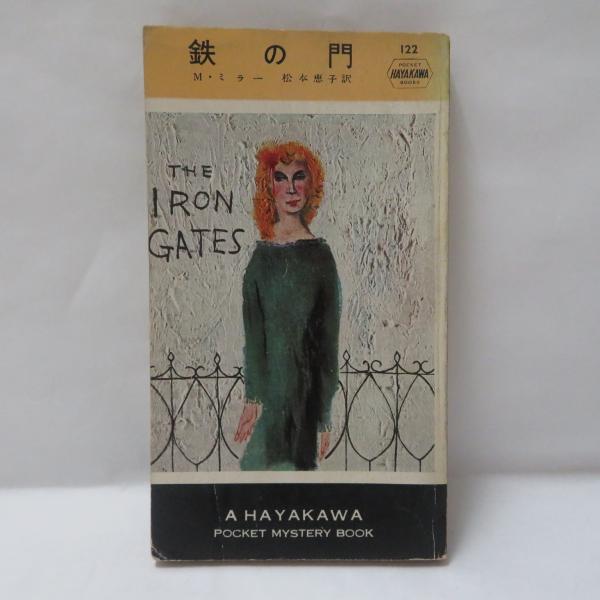 鉄の門
122
M・ミラー 松本恵子訳
POCKET
HAYAKAWA
BOOKS
THE
IRON
GATES
A HAYAKAWA
POCKET MYSTERY BOOK